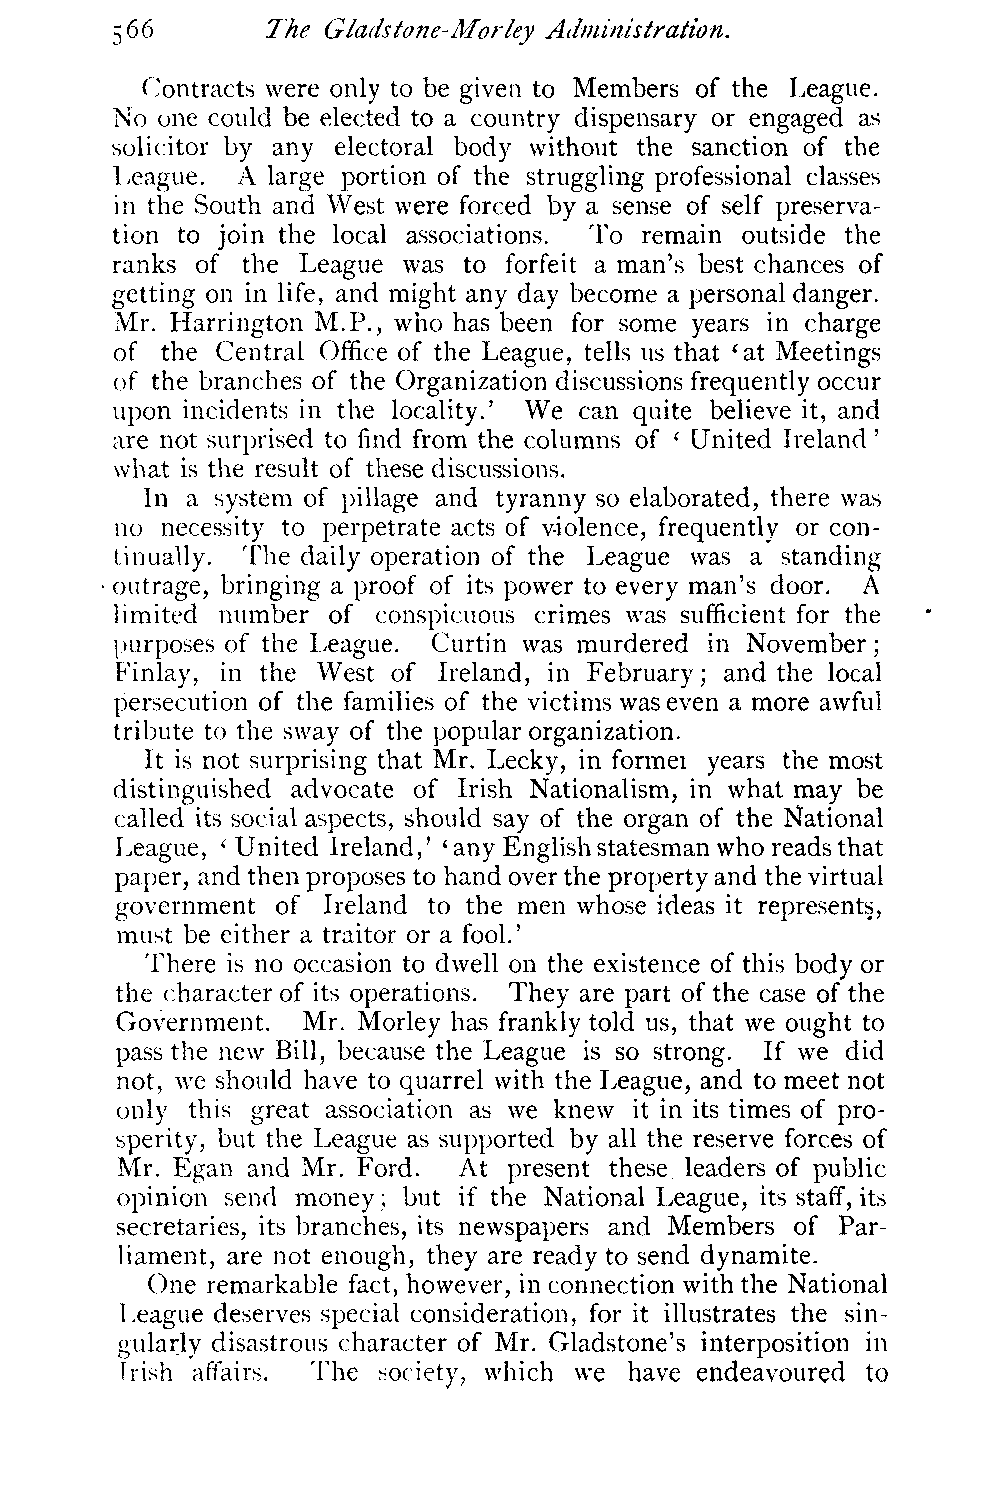 566 The Gladstone-Morley Administration.
Contracts were only to be given to Members of the League.
No one could be elected to a country dispensary or engaged as
solicitor by any electoral body without the sanction of the
League. A large portion of the struggling professional classes
in the South and West were forced by a sense of self preserva-
tion to join the local associations. To remain outside the
ranks of the League was to forfeit a man's best chances of
getting on in life, and might any day become a personal danger.
Mr. Harrington M.P., who has been for some years in charge
of the Central Office of the League, tells us that ‘at Meetings
of the branches of the Organization discussions frequently occur
upon incidents in the locality.’ We can quite believe it, and
are not surprised to find from the columns of ‘ United Ireland ’
what is the result of these discussions.
In a system of pillage and tyranny so elaborated, there was
no necessity to perpetrate acts of violence, frequently or con-
tinually. The daily operation of the League was a standing
outrage, bringing a proof of its power to every man's door. A
limited number of conspicuous crimes was sufficient for the
purposes of the League. Curtin was murdered in November;
Finlay, in the West of Ireland, in February; and the local
persecution of the families of the victims was even a more awful
tribute to the sway of the popular organization.
It is not surprising that Mr. Lecky, in former years the most
distinguished advocate of Irish Nationalism, in what may be
called its social aspects, should say of the organ of the National
League, ‘ United Ireland,’ ‘any English statesman who reads that
paper, and then proposes to hand over the property and the virtual
government of Ireland to the men whose ideas it represents,
must be either a traitor or a fool.’
There is no occasion to dwell on the existence of this body or
the character of its operations. They are part of the case of the
Government. Mr. Morley has frankly told us, that we ought to
pass the new Bill, because the League is so strong. If we did
not, we should have to quarrel with the League, and to meet not
only this great association as we knew it in its times of pro-
sperity, but the League as supported by all the reserve forces of
Mr. Egan and Mr. Ford. At present these leaders of public
opinion send money; but if the National League, its staff, its
secretaries, its branches, its newspapers and Members of Par-
liament, are not enough, they are ready to send dynamite.
One remarkable fact, however, in connection with the National
League deserves special consideration, for it illustrates the sin-
gularly disastrous character of Mr. Gladstone's interposition in
Irish affairs. The society, which we have endeavoured to